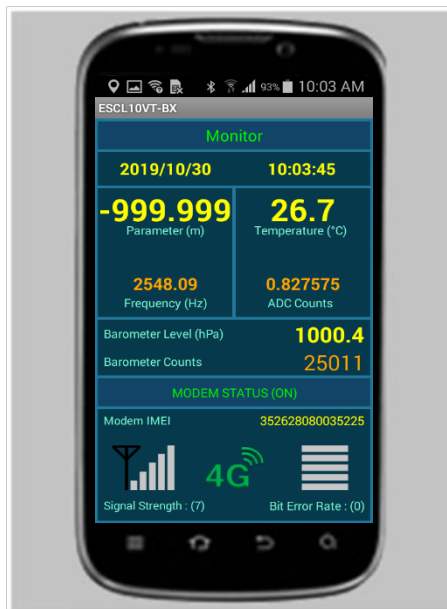 93% 10:03 AM
ESCL10VT-BX
Monitor
2019/10/30 10:03:45
-999.999 26.7
Parameter (m) Temperature (°C)
2548.09 0.827575
Frequency (Hz) ADC Counts
Barometer Level (hPa) 1000.4
Barometer Counts 25011
MODEM STATUS (ON)
Modem IMEI 352628080035225
4G
Signal Strength : (7) Bit Error Rate : (0)